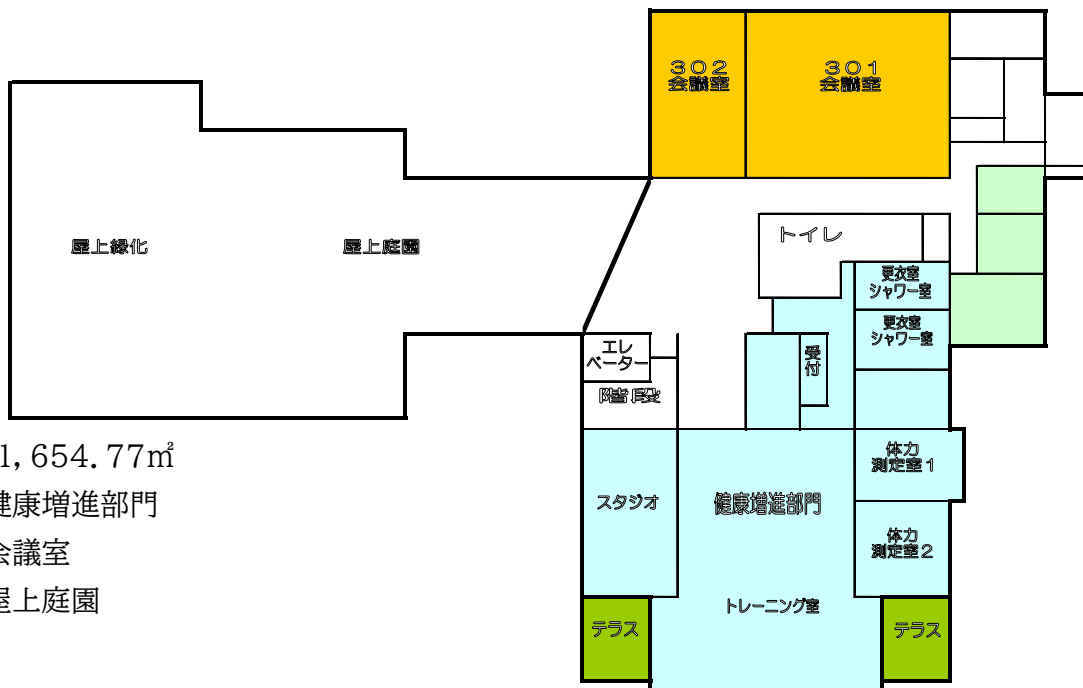 302
会議室
301
会議室
トイレ
屋上緑化
屋上庭園
更衣室
シャワー室
更衣室
シャワー室
エレ
ベーター
受
付
階段
1,654.77㎡
健康増進部門
会議室
屋上庭園
スタジオ
健康増進部門
体力
測定室1
体力
測定室2
トレーニング室
テラス
テラス